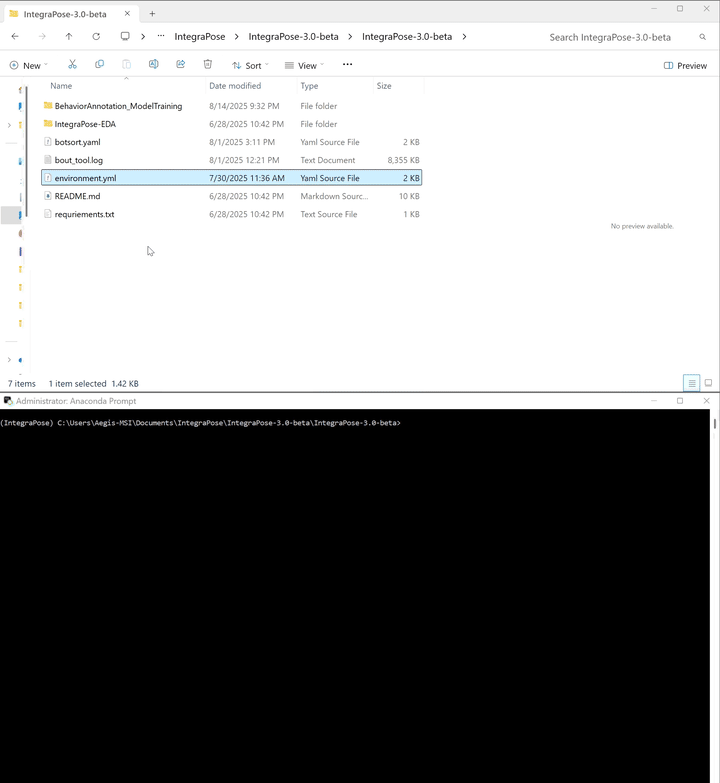 IntegraPose-3.0-beta
IntegraPose > IntegraPose-3.0-beta > IntegraPose-3.0-beta > Search IntegraPose-3.0-beta
New Sort View ... Preview
Name Date modified Type Size
BehaviorAnnotation_ModelTraining 8/14/2025 9:32 PM File folder
IntegraPose-EDA 6/28/2025 10:42 PM File folder
botsort.yaml 8/1/2025 3:11 PM Yaml Source File 2 KB
bout_tool.log 8/1/2025 12:21 PM Text Document 8,355 KB
environment.yml 7/30/2025 11:36 AM Yaml Source File 2 KB
README.md 6/28/2025 10:42 PM Markdown Sourc... 10 KB
requriements.txt 6/28/2025 10:42 PM Text Source File 1 KB
No preview available.
7 items 1 item selected 1.42 KB
Administrator: Anaconda Prompt
(IntegraPose) C:\Users\Aegis-MSI\Documents\IntegraPose\IntegraPose-3.0-beta\IntegraPose-3.0-beta>